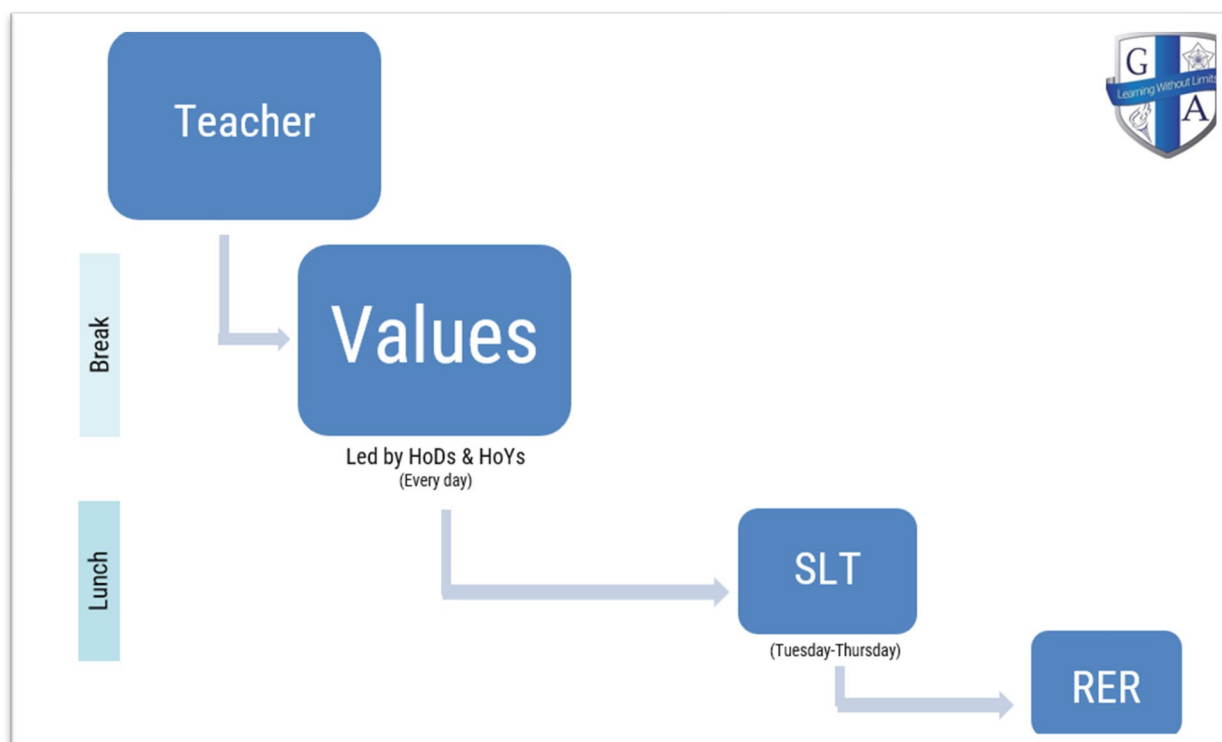 Teacher
G
Learning Without Limits
A
Break
Values
Led by HoDs & HoYs
(Every day)
Lunch
SLT
(Tuesday-Thursday)
RER